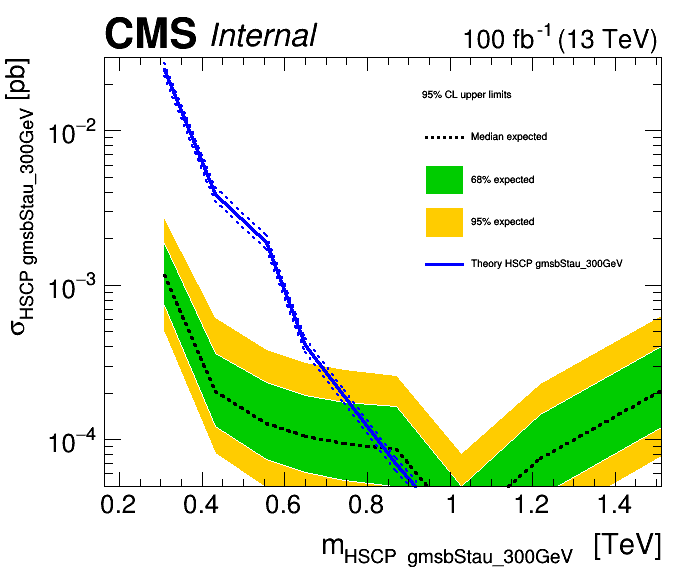 CMS Internal 100 fb⁻¹ (13 TeV)
σ_HSCP gmsbStau_300GeV [pb]
95% CL upper limits
Median expected
68% expected
95% expected
Theory HSCP gmsbStau_300GeV
10⁻²
10⁻³
10⁻⁴
0.2 0.4 0.6 0.8 1 1.2 1.4
m_HSCP gmsbStau_300GeV [TeV]